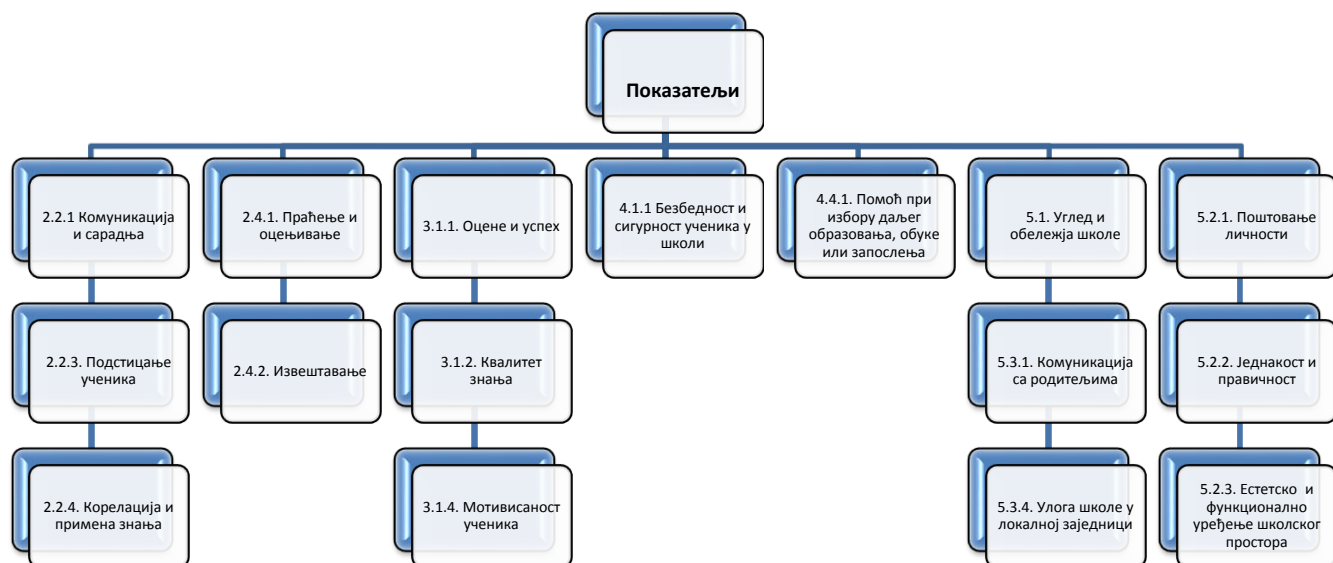 Показатељи
2.2.1 Комуникација
и сарадња
2.4.1. Праћење и
оцењивање
3.1.1. Оцене и успех
4.1.1 Безбедност и
сигурност ученика у
школи
4.4.1. Помоћ при
избору даљег
образовања, обуке
или запослења
5.1. Углед и
обележја школе
5.2.1. Поштовање
личности
2.2.3. Подстицање
ученика
2.4.2. Извештавање
3.1.2. Квалитет
знања
5.3.1. Комуникација
са родитељима
5.2.2. Једнакост и
правичност
2.2.4. Корелација и
примена знања
3.1.4. Мотивисаност
ученика
5.3.4. Улога школе у
локалној заједници
5.2.3. Естетско и
функционално
уређење школског
простора